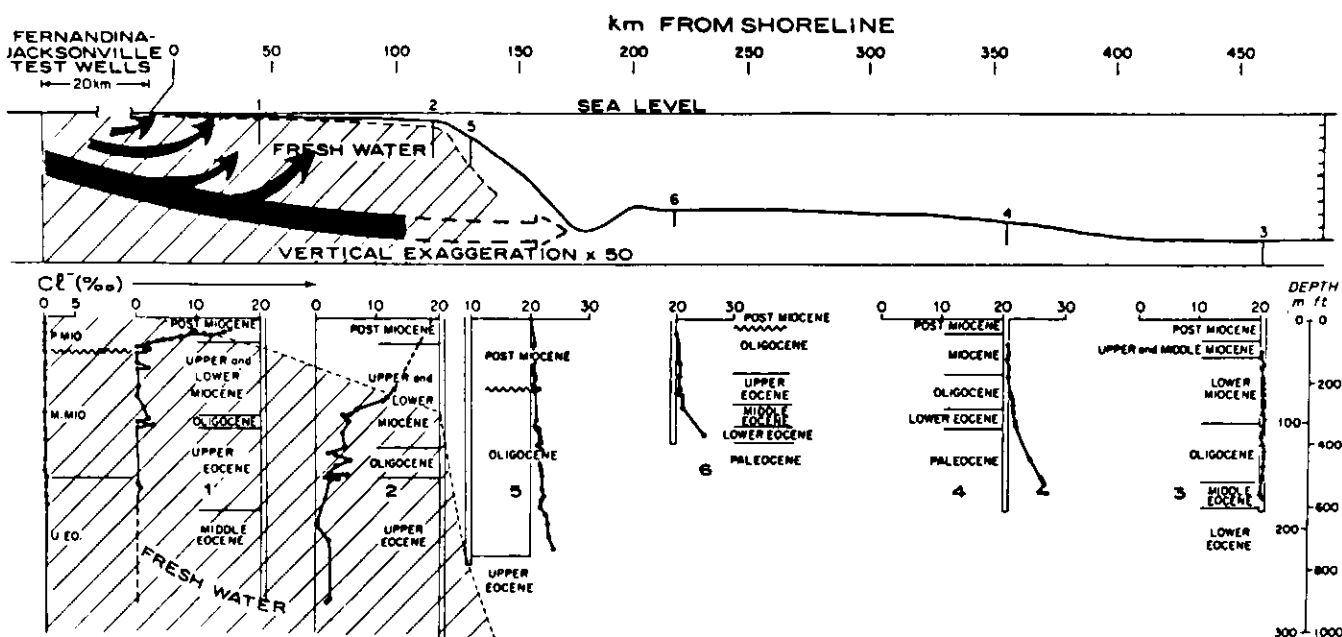 km FROM SHORELINE
FERNANDINA-
JACKSONVILLE
TEST WELLS
0 50 100 150 200 250 300 350 400 450
20km
SEA LEVEL
1 2 5 6 4 3
FRESH WATER
VERTICAL EXAGGERATION x 50
Cℓ⁻(‰)
DEPTH
m ft
0 5 0 10 20 0 10 20 10 20 30 20 30 0 10 20 30 0 10 20 0 0
P.MIO
M.MIO
U EO.
POST MIOCENE
UPPER and
LOWER
MIOCENE
OLIGOCENE
UPPER
EOCENE
1
MIDDLE
EOCENE
FRESH WATER
POST MIOCENE
UPPER and
LOWER
MIOCENE
OLIGOCENE
2
UPPER
EOCENE
POST MIOCENE
OLIGOCENE
5
UPPER
EOCENE
POST MIOCENE
OLIGOCENE
UPPER
EOCENE
MIDDLE
EOCENE
LOWER EOCENE
PALEOCENE
6
POST MIOCENE
MIOCENE
OLIGOCENE
LOWER EOCENE
PALEOCENE
4
POST MIOCENE
UPPER and MIDDLE MIOCENE
LOWER
MIOCENE
OLIGOCENE
3
MIDDLE
EOCENE
LOWER
EOCENE
200
100
400
600
200
800
300 1000